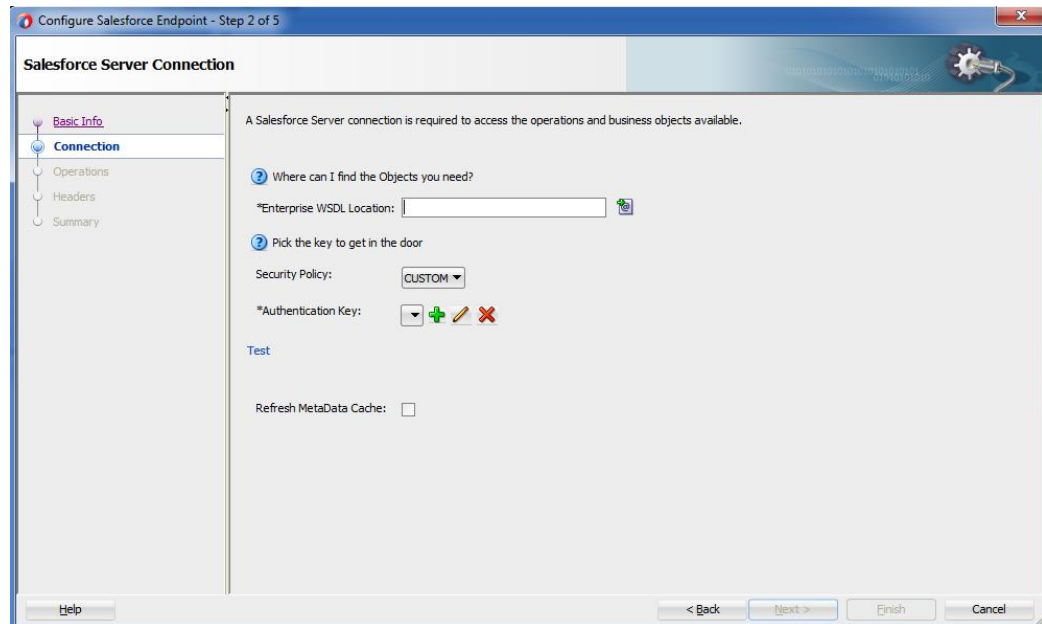 Configure Salesforce Endpoint - Step 2 of 5
Salesforce Server Connection
Basic Info
Connection
Operations
Headers
Summary
A Salesforce Server connection is required to access the operations and business objects available.
Where can I find the Objects you need?
*Enterprise WSDL Location:
Pick the key to get in the door
Security Policy: CUSTOM
*Authentication Key:
Test
Refresh MetaData Cache:
Help < Back Next > Finish Cancel